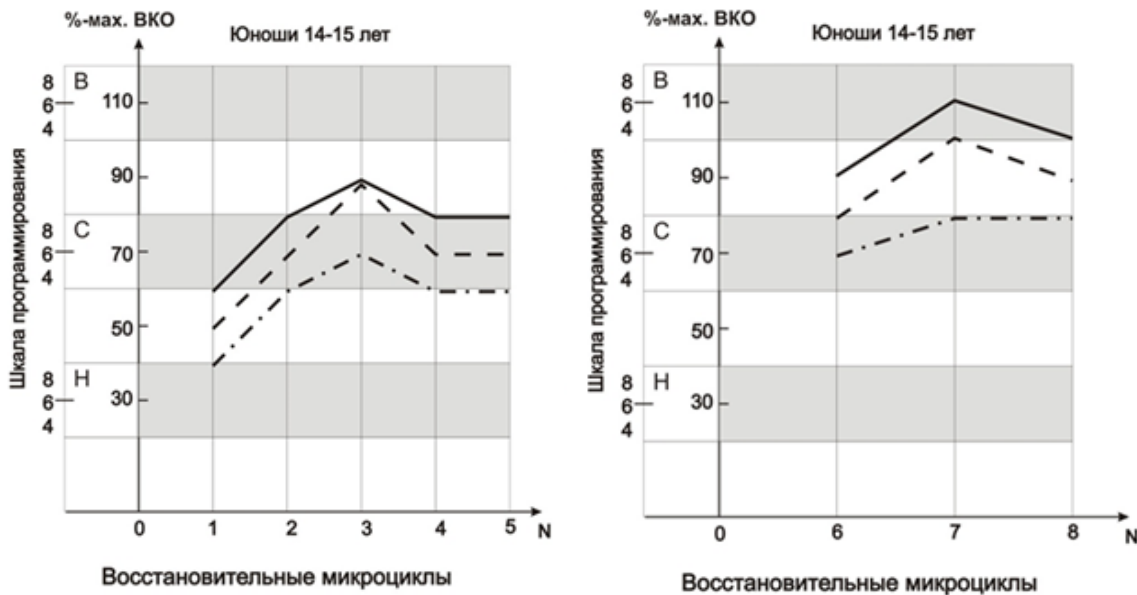 %-мах. ВКО
Юноши 14-15 лет
8
6
4
В
110
90
8
6
4
С
70
50
8
6
4
Н
30
Шкала программирования
0 1 2 3 4 5 N
Восстановительные микроциклы
%-мах. ВКО
Юноши 14-15 лет
8
6
4
В
110
90
8
6
4
С
70
50
8
6
4
Н
30
Шкала программирования
0 6 7 8 N
Восстановительные микроциклы